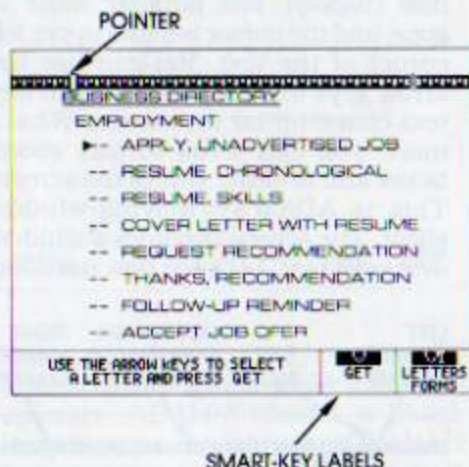 POINTER
BUSINESS DIRECTORY
EMPLOYMENT
►-- APPLY, UNADVERTISED JOB
-- RESUME, CHRONOLOGICAL
-- RESUME, SKILLS
-- COVER LETTER WITH RESUME
-- REQUEST RECOMMENDATION
-- THANKS, RECOMMENDATION
-- FOLLOW-UP REMINDER
-- ACCEPT JOB OFER
USE THE ARROW KEYS TO SELECT
A LETTER AND PRESS GET
GET
LETTERS
FORMS
SMART-KEY LABELS